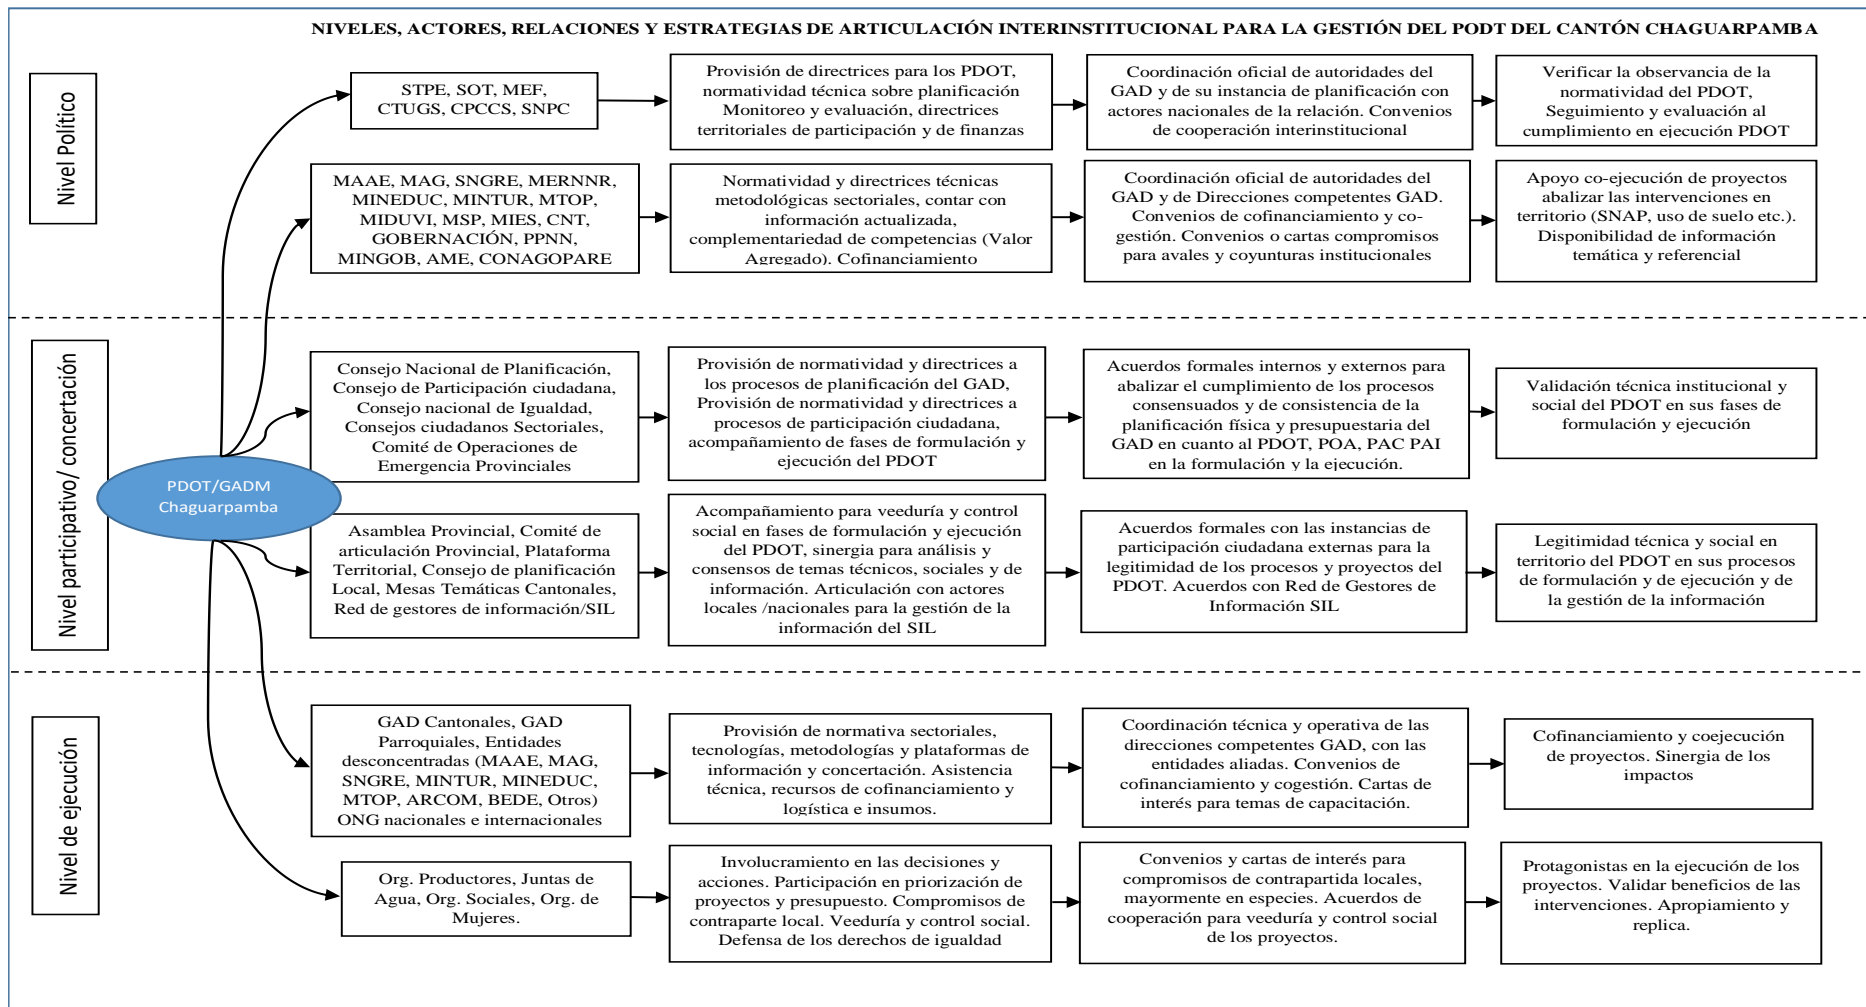 NIVELES, ACTORES, RELACIONES Y ESTRATEGIAS DE ARTICULACIÓN INTERINSTITUCIONAL PARA LA GESTIÓN DEL PODT DEL CANTÓN CHAGUARPAMBA
Nivel Político
STPE, SOT, MEF,
CTUGS, CPCCS, SNPC
Provisión de directrices para los PDOT,
normatividad técnica sobre planificación
Monitoreo y evaluación, directrices
territoriales de participación y de finanzas
Coordinación oficial de autoridades del
GAD y de su instancia de planificación con
actores nacionales de la relación. Convenios
de cooperación interinstitucional
Verificar la observancia de la
normatividad del PDOT,
Seguimiento y evaluación al
cumplimiento en ejecución PDOT
MAAE, MAG, SNGRE, MERNNR,
MINEDUC, MINTUR, MTOP,
MIDUVI, MSP, MIES, CNT,
GOBERNACIÓN, PPNN,
MINGOB, AME, CONAGOPARE
Normatividad y directrices técnicas
metodológicas sectoriales, contar con
información actualizada,
complementariedad de competencias (Valor
Agregado). Cofinanciamiento
Coordinación oficial de autoridades del
GAD y de Direcciones competentes GAD.
Convenios de cofinanciamiento y co-
gestión. Convenios o cartas compromisos
para avales y coyunturas institucionales
Apoyo co-ejecución de proyectos
abalizar las intervenciones en
territorio (SNAP, uso de suelo etc.).
Disponibilidad de información
temática y referencial
Nivel participativo/ concertación
PDOT/GADM
Chaguarpamba
Consejo Nacional de Planificación,
Consejo de Participación ciudadana,
Consejo nacional de Igualdad,
Consejos ciudadanos Sectoriales,
Comité de Operaciones de
Emergencia Provinciales
Provisión de normatividad y directrices a
los procesos de planificación del GAD,
Provisión de normatividad y directrices a
procesos de participación ciudadana,
acompañamiento de fases de formulación y
ejecución del PDOT
Acuerdos formales internos y externos para
abalizar el cumplimiento de los procesos
consensuados y de consistencia de la
planificación física y presupuestaria del
GAD en cuanto al PDOT, POA, PAC PAI
en la formulación y la ejecución.
Validación técnica institucional y
social del PDOT en sus fases de
formulación y ejecución
Asamblea Provincial, Comité de
articulación Provincial, Plataforma
Territorial, Consejo de planificación
Local, Mesas Temáticas Cantonales,
Red de gestores de información/SIL
Acompañamiento para veeduría y control
social en fases de formulación y ejecución
del PDOT, sinergia para análisis y
consensos de temas técnicos, sociales y de
información. Articulación con actores
locales /nacionales para la gestión de la
información del SIL
Acuerdos formales con las instancias de
participación ciudadana externas para la
legitimidad de los procesos y proyectos del
PDOT. Acuerdos con Red de Gestores de
Información SIL
Legitimidad técnica y social en
territorio del PDOT en sus procesos
de formulación y de ejecución y de
la gestión de la información
Nivel de ejecución
GAD Cantonales, GAD
Parroquiales, Entidades
desconcentradas (MAAE, MAG,
SNGRE, MINTUR, MINEDUC,
MTOP, ARCOM, BEDE, Otros)
ONG nacionales e internacionales
Provisión de normativa sectoriales,
tecnologías, metodologías y plataformas de
información y concertación. Asistencia
técnica, recursos de cofinanciamiento y
logística e insumos.
Coordinación técnica y operativa de las
direcciones competentes GAD, con las
entidades aliadas. Convenios de
cofinanciamiento y cogestión. Cartas de
interés para temas de capacitación.
Cofinanciamiento y coejecución
de proyectos. Sinergia de los
impactos
Org. Productores, Juntas de
Agua, Org. Sociales, Org. de
Mujeres.
Involucramiento en las decisiones y
acciones. Participación en priorización de
proyectos y presupuesto. Compromisos de
contraparte local. Veeduría y control social.
Defensa de los derechos de igualdad
Convenios y cartas de interés para
compromisos de contrapartida locales,
mayormente en especies. Acuerdos de
cooperación para veeduría y control social
de los proyectos.
Protagonistas en la ejecución de los
proyectos. Validar beneficios de las
intervenciones. Apropiamiento y
replica.